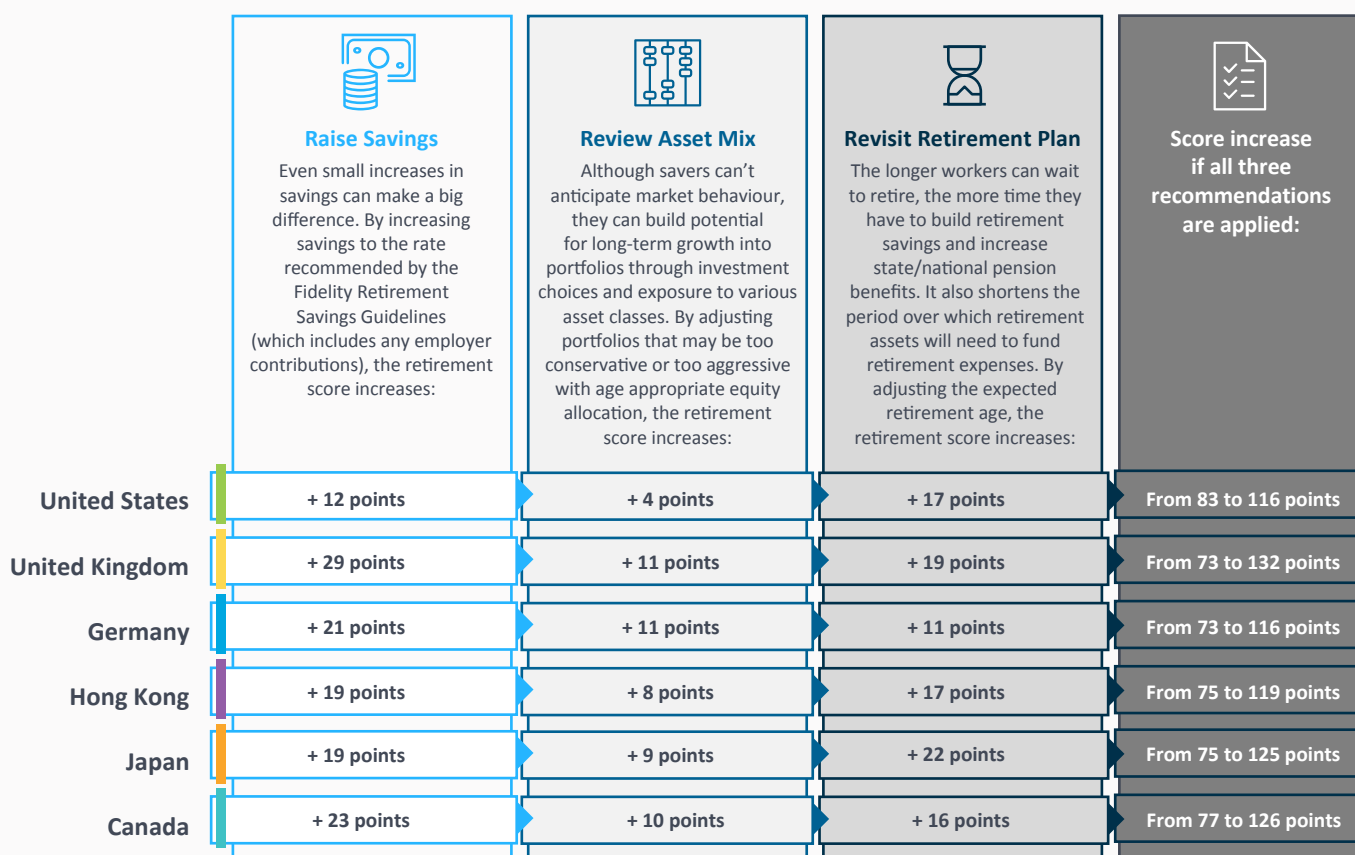 Raise Savings
Even small increases in
savings can make a big
difference. By increasing
savings to the rate
recommended by the
Fidelity Retirement
Savings Guidelines
(which includes any employer
contributions), the retirement
score increases:
Review Asset Mix
Although savers can’t
anticipate market behaviour,
they can build potential
for long-term growth into
portfolios through investment
choices and exposure to various
asset classes. By adjusting
portfolios that may be too
conservative or too aggressive
with age appropriate equity
allocation, the retirement
score increases:
Revisit Retirement Plan
The longer workers can wait
to retire, the more time they
have to build retirement
savings and increase
state/national pension
benefits. It also shortens the
period over which retirement
assets will need to fund
retirement expenses. By
adjusting the expected
retirement age, the
retirement score increases:
Score increase
if all three
recommendations
are applied:
United States + 12 points + 4 points + 17 points From 83 to 116 points
United Kingdom + 29 points + 11 points + 19 points From 73 to 132 points
Germany + 21 points + 11 points + 11 points From 73 to 116 points
Hong Kong + 19 points + 8 points + 17 points From 75 to 119 points
Japan + 19 points + 9 points + 22 points From 75 to 125 points
Canada + 23 points + 10 points + 16 points From 77 to 126 points